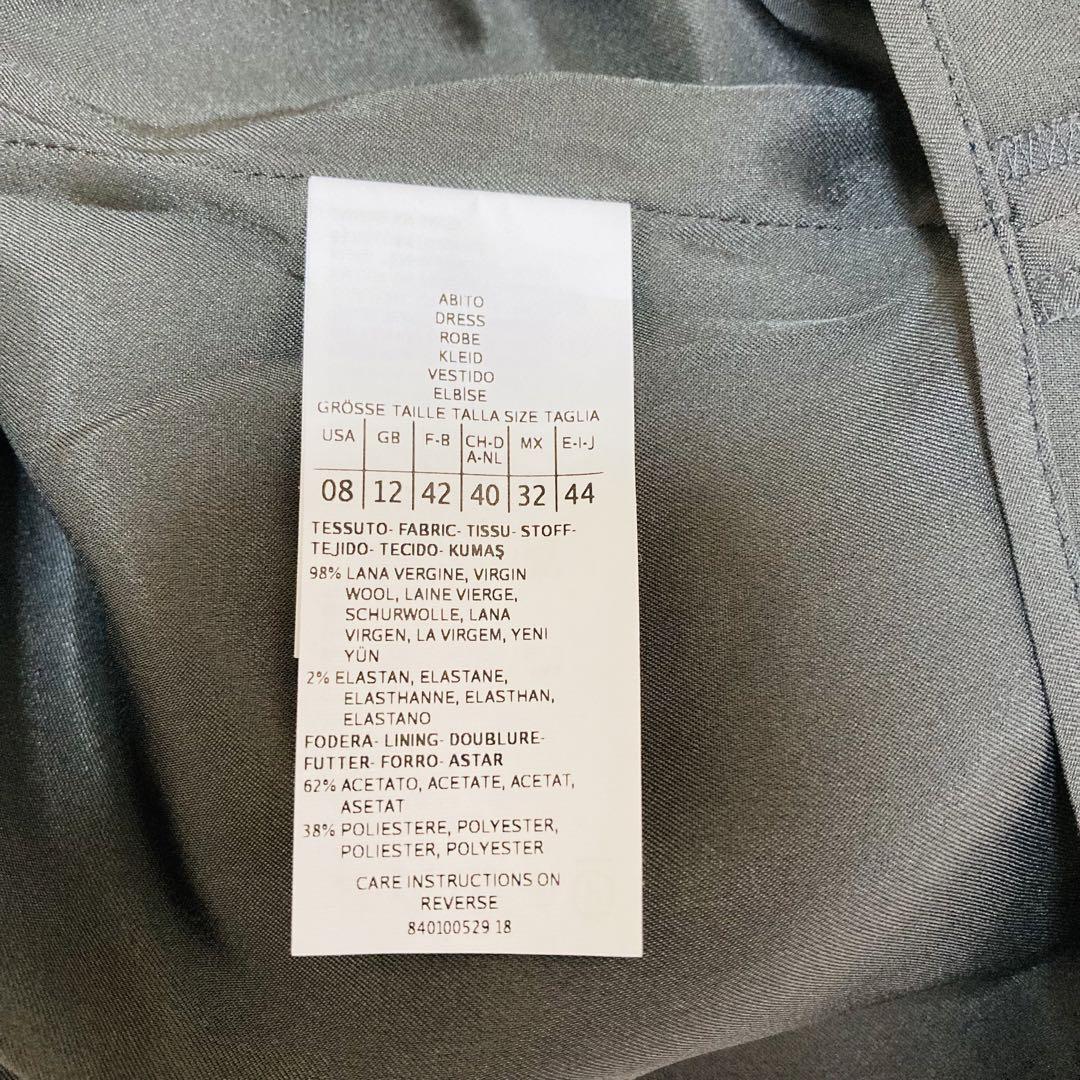 ABITO
DRESS
ROBE
KLEID
VESTIDO
ELBİSE
GRÖSSE TAILLE TALLA SIZE TAGLIA
USA GB F-B CH-D A-NL MX E-I-J
08 12 42 40 32 44
TESSUTO- FABRIC- TISSU- STOFF-
TEJIDO- TECIDO- KUMAŞ
98% LANA VERGINE, VIRGIN
WOOL, LAINE VIERGE,
SCHURWOLLE, LANA
VIRGEN, LA VIRGEM, YENI
YÜN
2% ELASTAN, ELASTANE,
ELASTHANNE, ELASTHAN,
ELASTANO
FODERA- LINING- DOUBLURE-
FUTTER- FORRO- ASTAR
62% ACETATO, ACETATE, ACETAT,
ASETAT
38% POLIESTERE, POLYESTER,
POLIESTER, POLYESTER
CARE INSTRUCTIONS ON
REVERSE
840100529 18